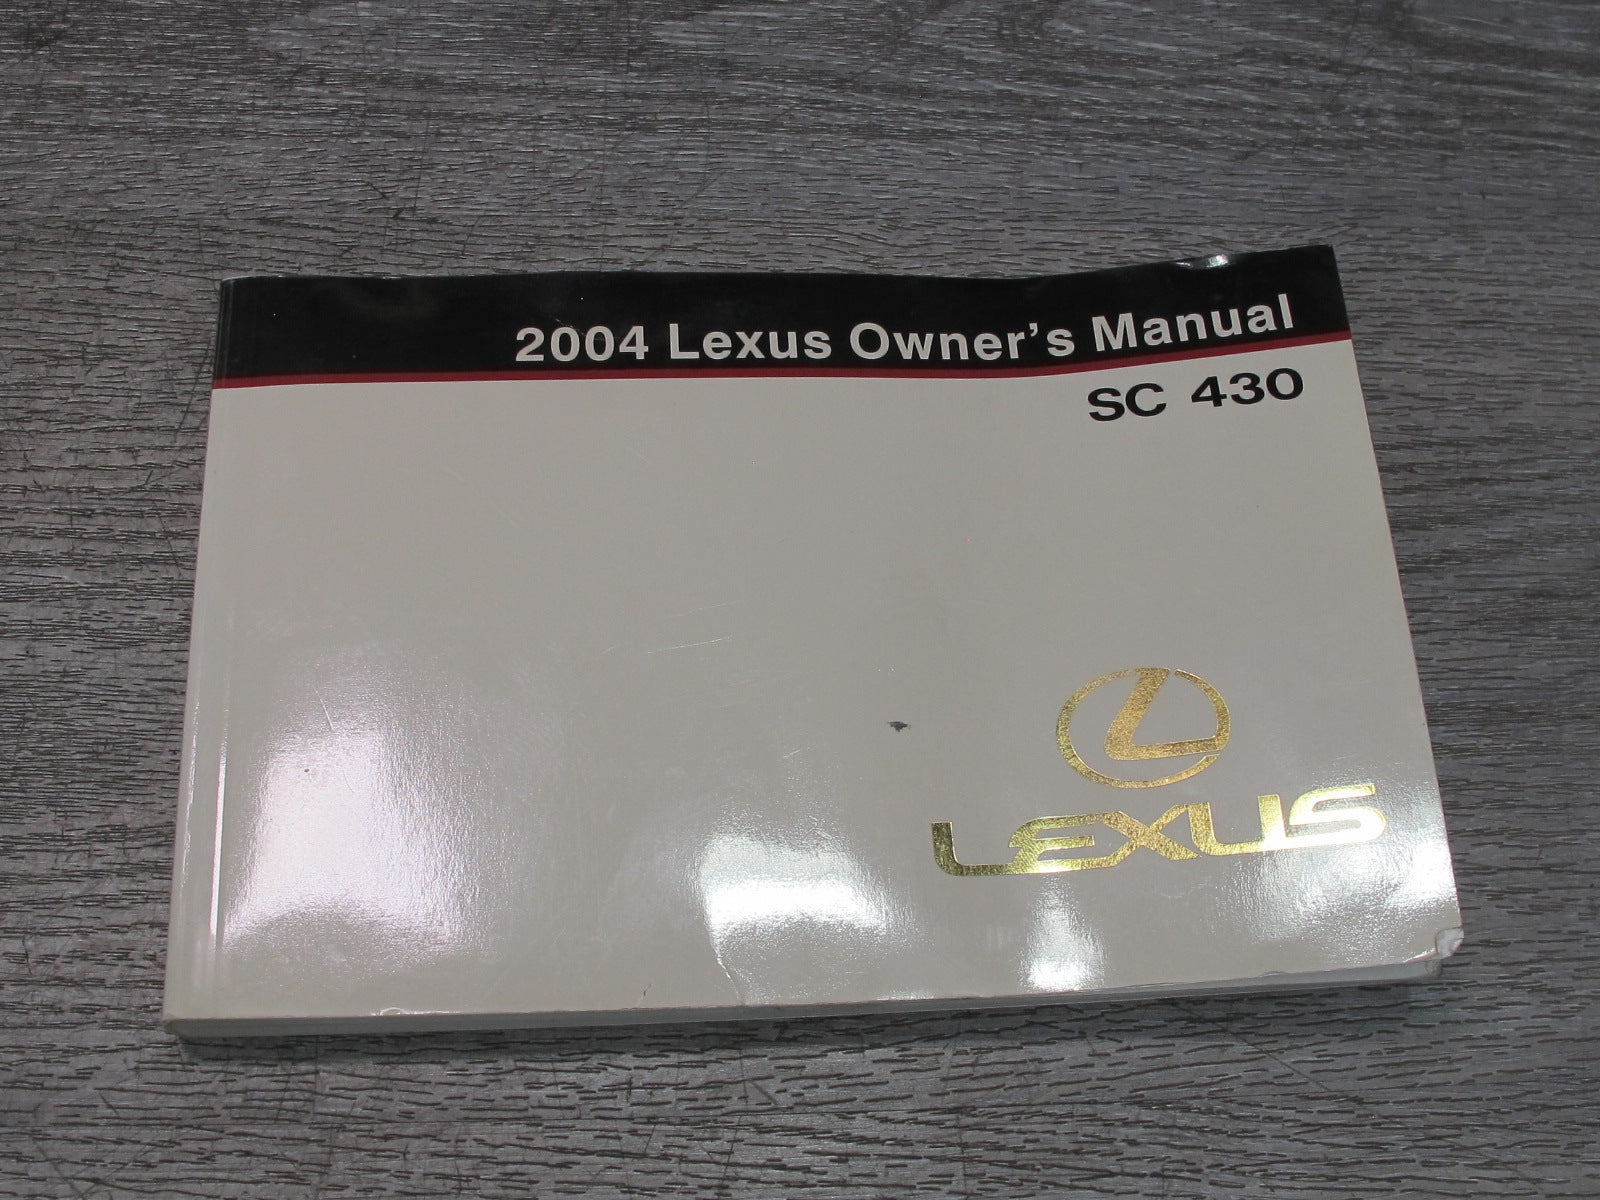 2004 Lexus Owner's Manual
SC 430
LEXUS